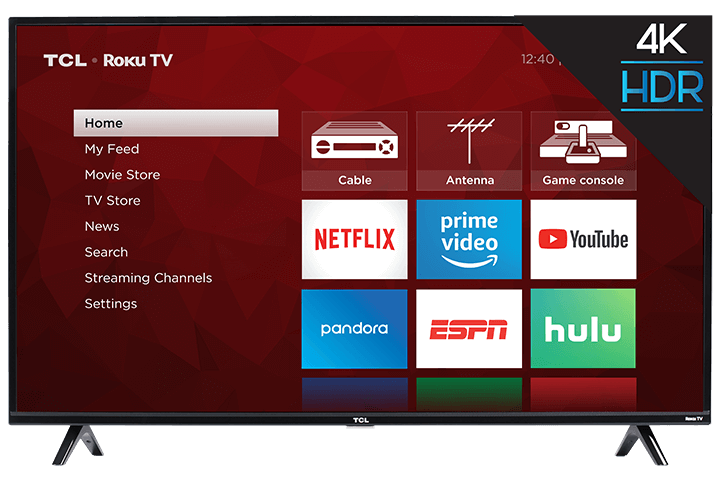 4K
HDR
TCL • Roku TV
12:40
Home
My Feed
Movie Store
TV Store
News
Search
Streaming Channels
Settings
Cable
Antenna
Game console
NETFLIX
prime video
YouTube
pandora
ESPN
hulu
TCL
Roku TV